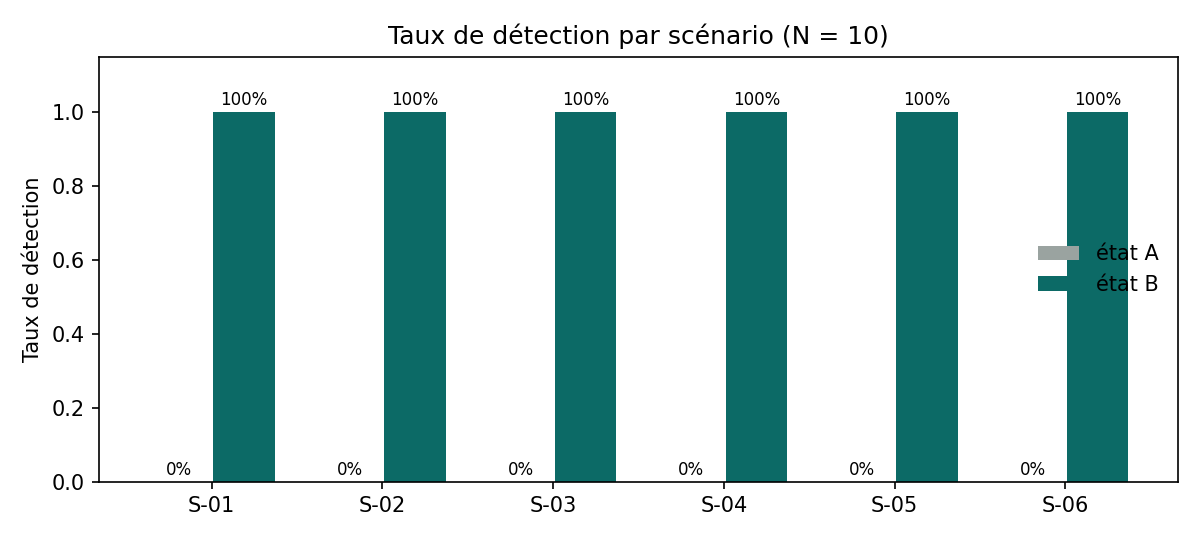 Taux de détection par scénario (N = 10)
Taux de détection
1.0
0.8
0.6
0.4
0.2
0.0
100% 100% 100% 100% 100% 100%
état A
état B
0% 0% 0% 0% 0% 0%
S-01 S-02 S-03 S-04 S-05 S-06